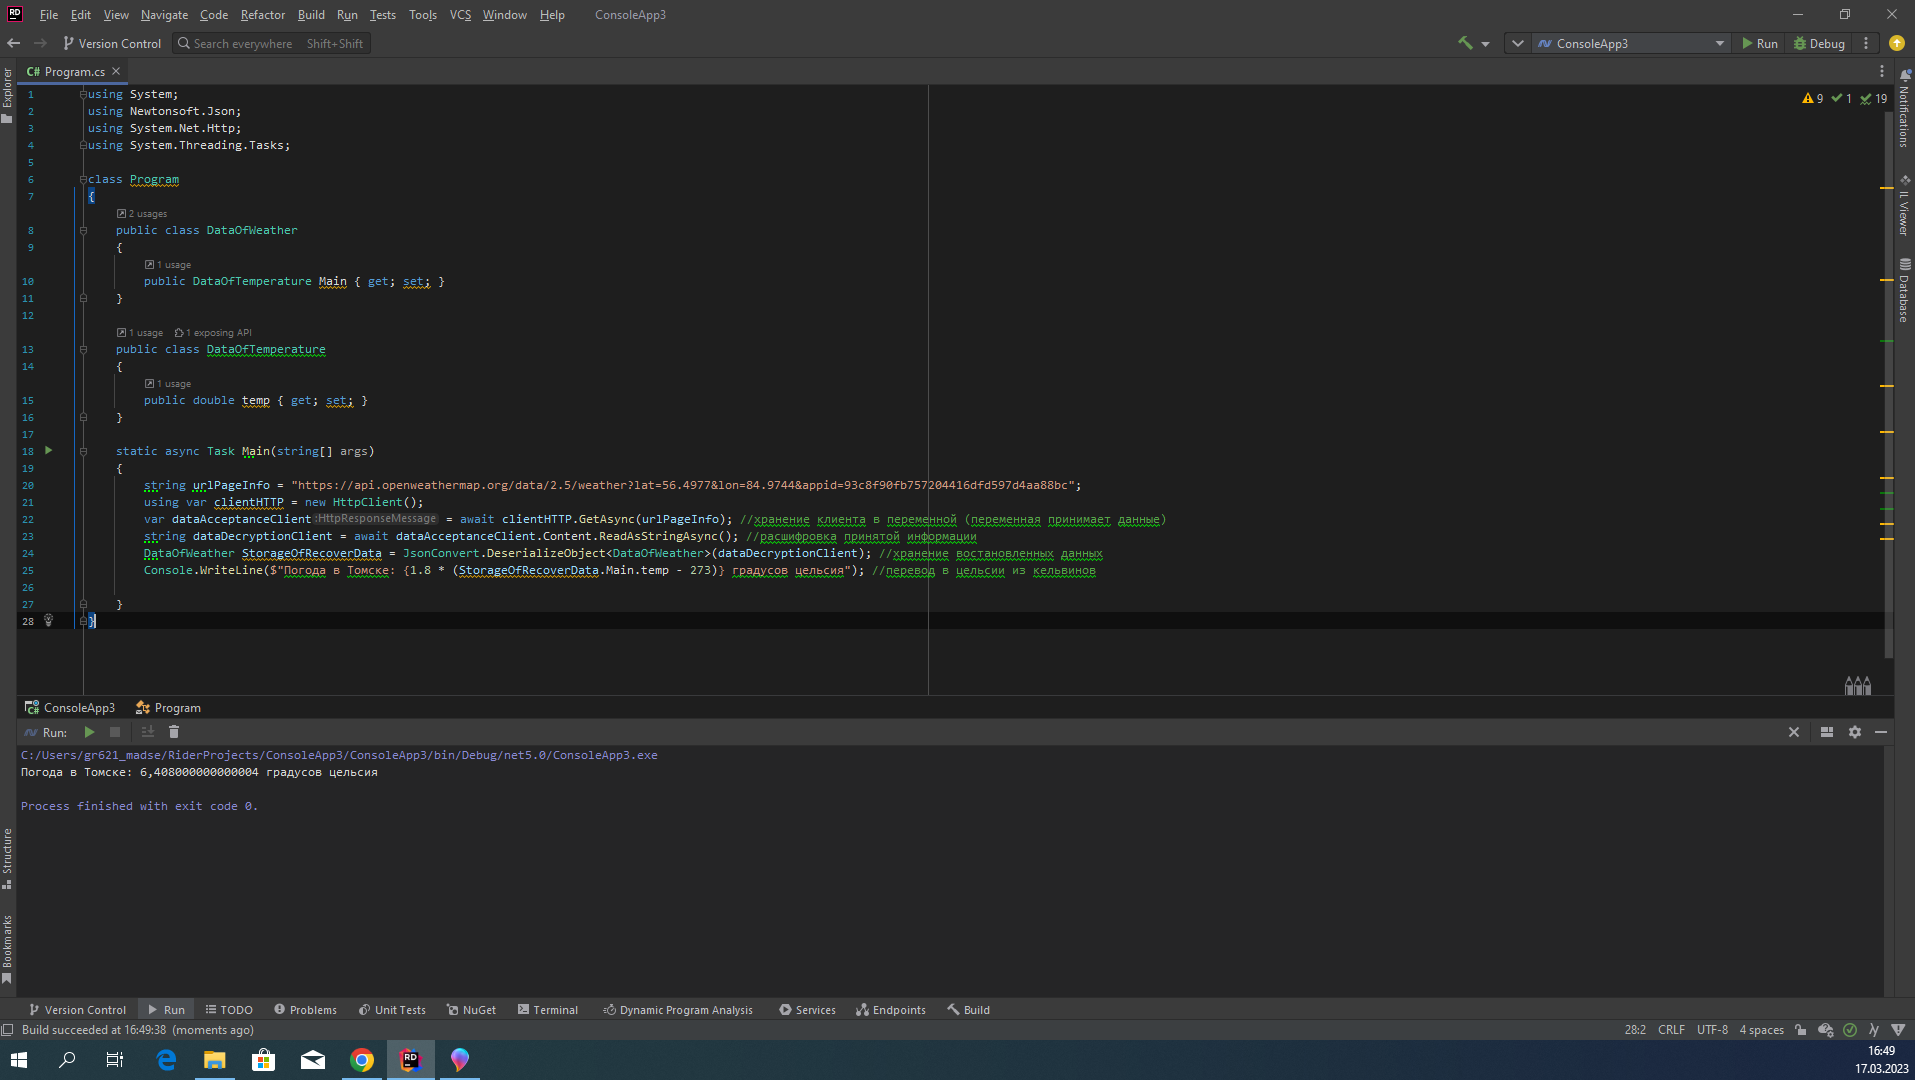 File Edit View Navigate Code Refactor Build Run Tests Tools VCS Window Help ConsoleApp3
Version Control Search everywhere Shift+Shift ConsoleApp3 Run Debug
C# Program.cs
Explorer
Notifications
IL Viewer
Database
9 1 19
1 using System;
2 using Newtonsoft.Json;
3 using System.Net.Http;
4 using System.Threading.Tasks;
5
6 class Program
7 {
2 usages
8 public class DataOfWeather
9 {
1 usage
10 public DataOfTemperature Main { get; set; }
11 }
12
1 usage 1 exposing API
13 public class DataOfTemperature
14 {
1 usage
15 public double temp { get; set; }
16 }
17
18 static async Task Main(string[] args)
19 {
20 string urlPageInfo = "https://api.openweathermap.org/data/2.5/weather?lat=56.4977&lon=84.9744&appid=93c8f90fb757204416dfd597d4aa88bc";
21 using var clientHTTP = new HttpClient();
22 var dataAcceptanceClient :HttpResponseMessage = await clientHTTP.GetAsync(urlPageInfo); //хранение клиента в переменной (переменная принимает данные)
23 string dataDecryptionClient = await dataAcceptanceClient.Content.ReadAsStringAsync(); //расшифровка принятой информации
24 DataOfWeather StorageOfRecoverData = JsonConvert.DeserializeObject<DataOfWeather>(dataDecryptionClient); //хранение востановленных данных
25 Console.WriteLine($"Погода в Томске: {1.8 * (StorageOfRecoverData.Main.temp - 273)} градусов цельсия"); //перевод в цельсии из кельвинов
26
27 }
28 }
ConsoleApp3 Program
Run:
C:/Users/gr621_madse/RiderProjects/ConsoleApp3/ConsoleApp3/bin/Debug/net5.0/ConsoleApp3.exe
Погода в Томске: 6,408000000000004 градусов цельсия
Process finished with exit code 0.
Structure
Bookmarks
Version Control Run TODO Problems Unit Tests NuGet Terminal Dynamic Program Analysis Services Endpoints Build
Build succeeded at 16:49:38 (moments ago) 28:2 CRLF UTF-8 4 spaces
RD
16:49
17.03.2023